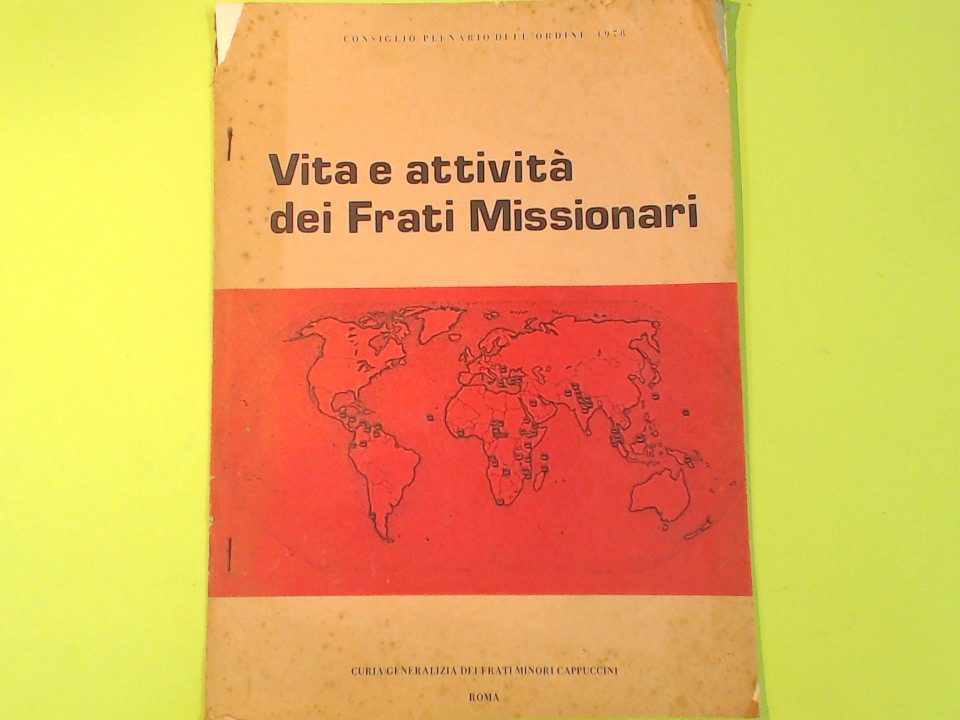 CONSIGLIO PLENARIO DELL'ORDINE 1978
Vita e attività
dei Frati Missionari
CURIA GENERALIZIA DEI FRATI MINORI CAPPUCCINI
ROMA